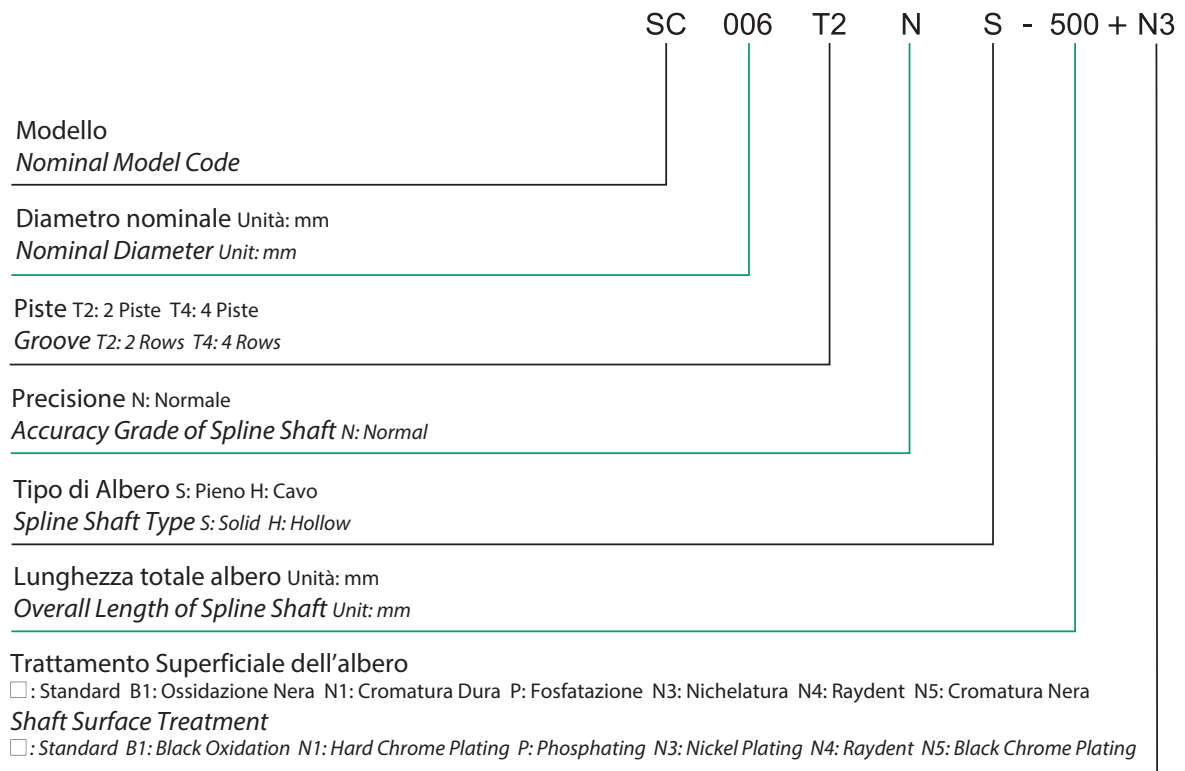 SC 006 T2 N S - 500 + N3
Modello
Nominal Model Code
Diametro nominale Unità: mm
Nominal Diameter Unit: mm
Piste T2: 2 Piste T4: 4 Piste
Groove T2: 2 Rows T4: 4 Rows
Precisione N: Normale
Accuracy Grade of Spline Shaft N: Normal
Tipo di Albero S: Pieno H: Cavo
Spline Shaft Type S: Solid H: Hollow
Lunghezza totale albero Unità: mm
Overall Length of Spline Shaft Unit: mm
Trattamento Superficiale dell'albero
□: Standard B1: Ossidazione Nera N1: Cromatura Dura P: Fosfatazione N3: Nichelatura N4: Raydent N5: Cromatura Nera
Shaft Surface Treatment
□: Standard B1: Black Oxidation N1: Hard Chrome Plating P: Phosphating N3: Nickel Plating N4: Raydent N5: Black Chrome Plating